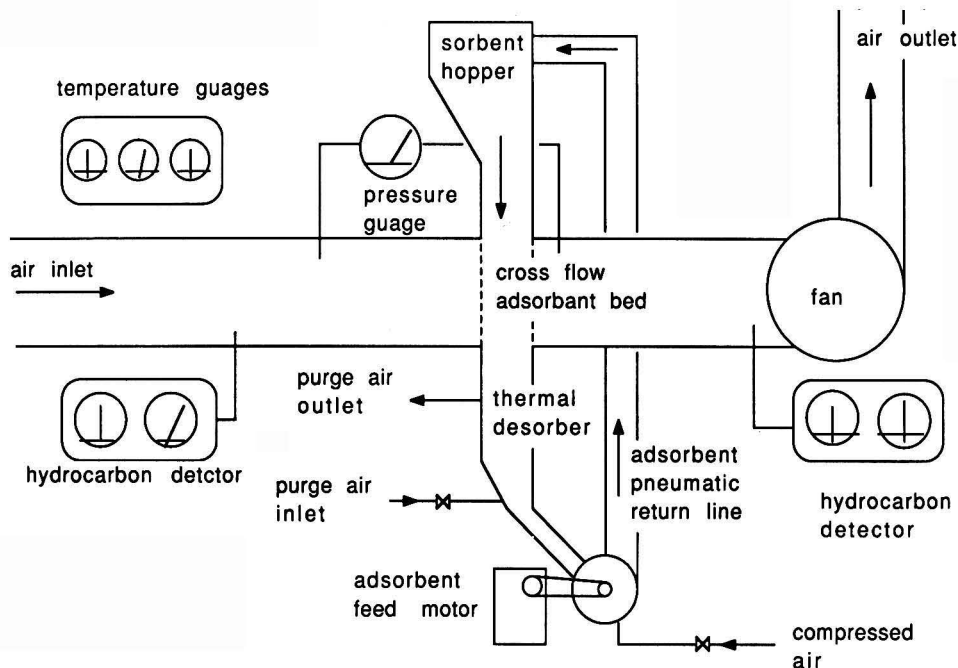 sorbent
hopper
air outlet
temperature guages
pressure
guage
air inlet
cross flow
adsorbant bed
fan
purge air
outlet
thermal
desorber
hydrocarbon detctor
purge air
inlet
adsorbent
pneumatic
return line
hydrocarbon
detector
adsorbent
feed motor
compressed
air